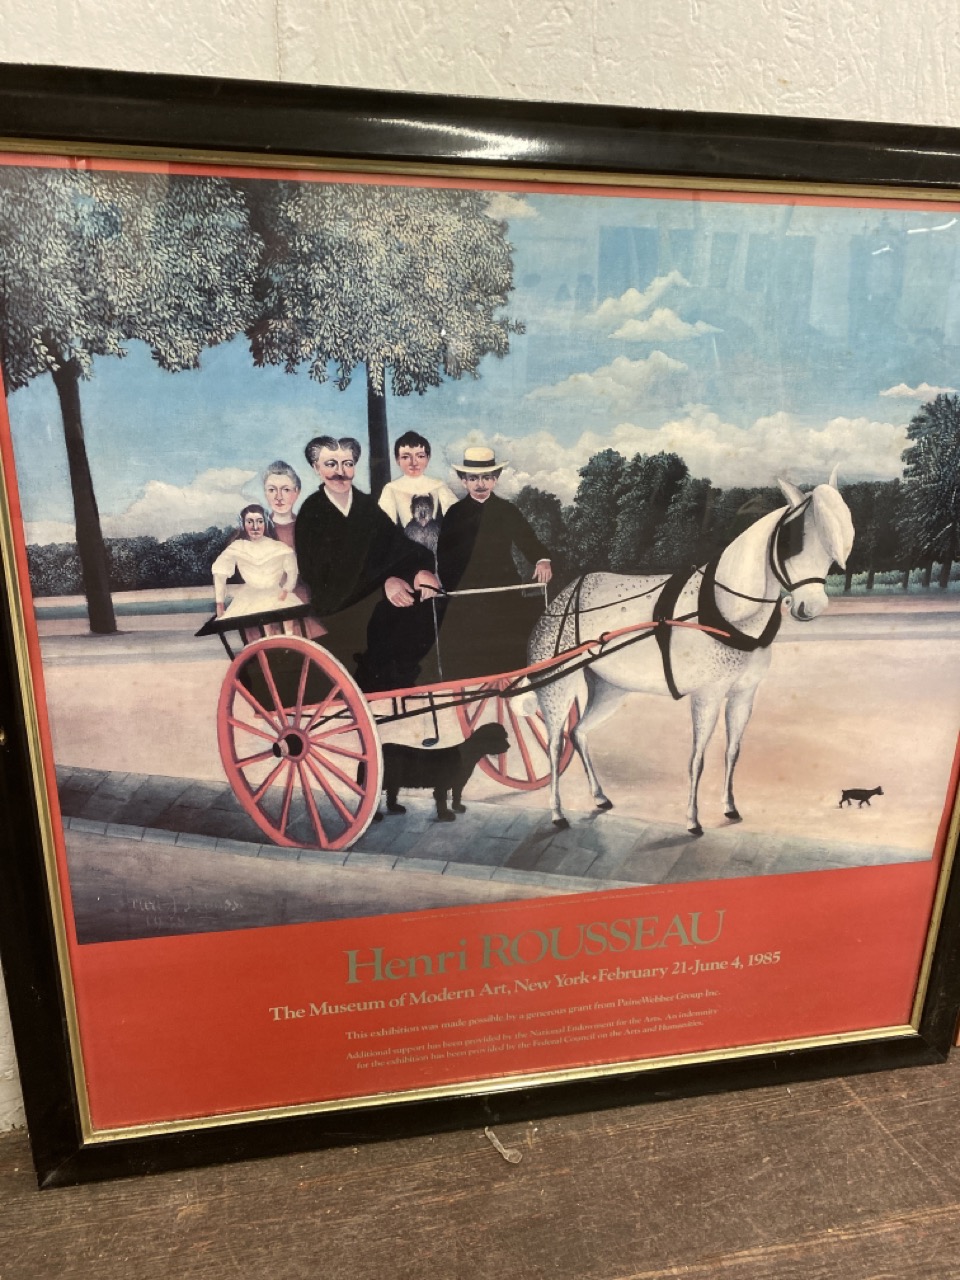 Henri ROUSSEAU
The Museum of Modern Art, New York • February 21-June 4, 1985
This exhibition was made possible by a generous grant from PaineWebber Group Inc.
Additional support has been provided by the National Endowment for the Arts. An indemnity
for the exhibition has been provided by the Federal Council on the Arts and Humanities.